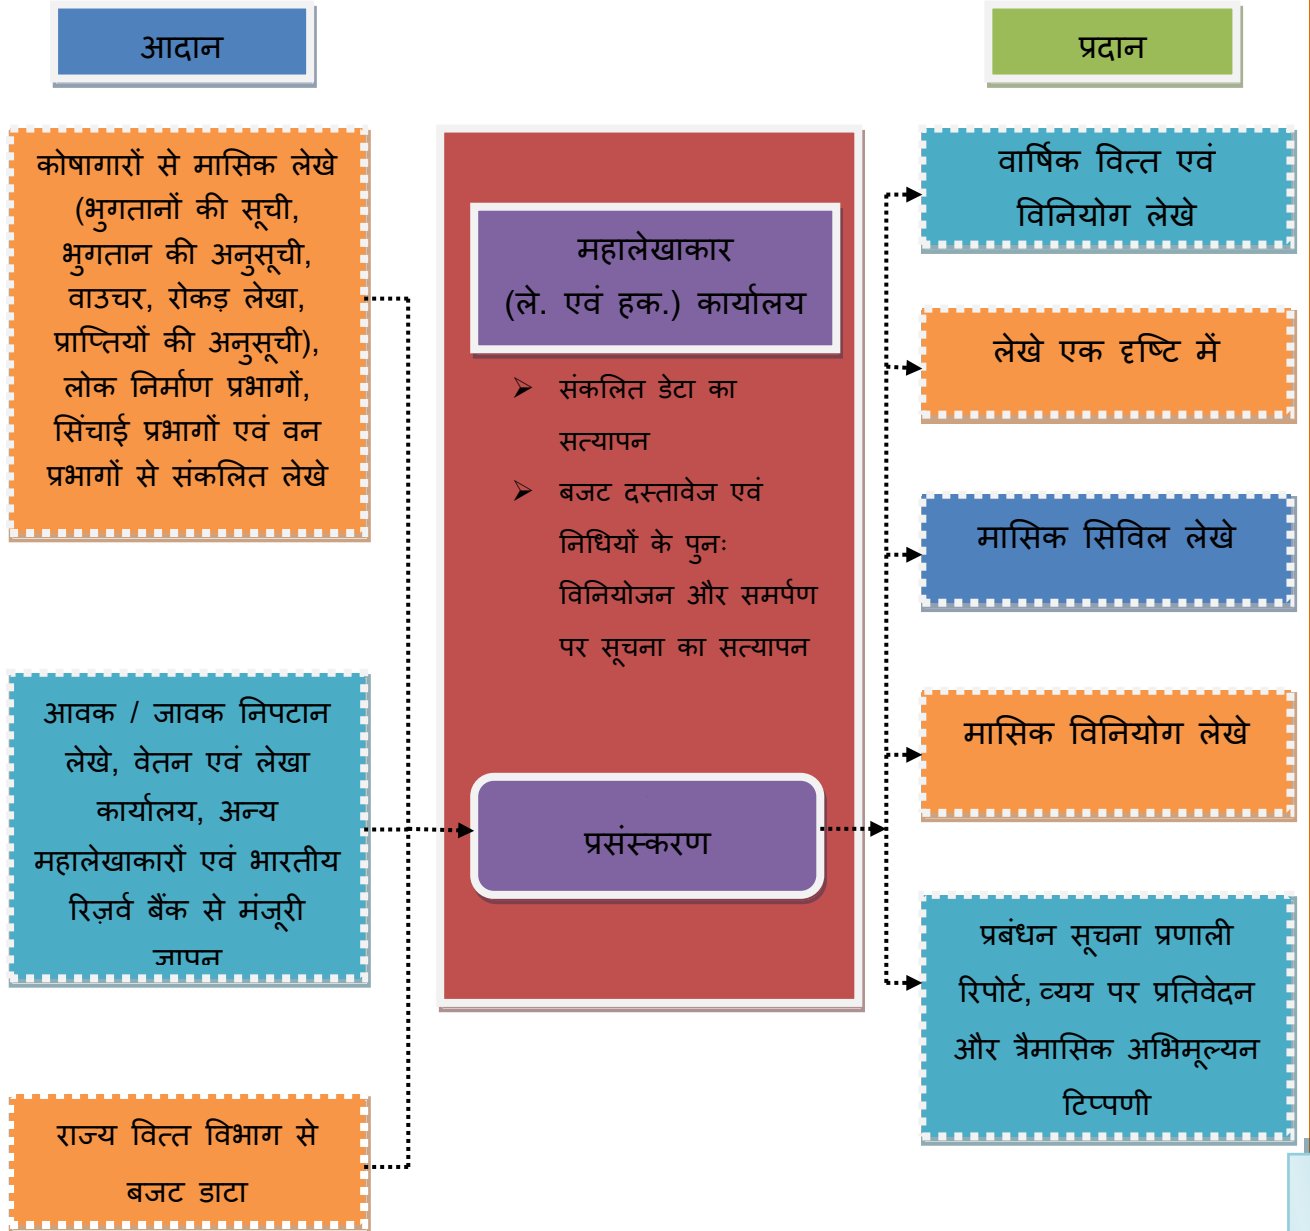 आदान
प्रदान
कोषागारों से मासिक लेखे
(भुगतानों की सूची,
भुगतान की अनुसूची,
वाउचर, रोकड़ लेखा,
प्राप्तियों की अनुसूची),
लोक निर्माण प्रभागों,
सिंचाई प्रभागों एवं वन
प्रभागों से संकलित लेखे
आवक / जावक निपटान
लेखे, वेतन एवं लेखा
कार्यालय, अन्य
महालेखाकारों एवं भारतीय
रिज़र्व बैंक से मंजूरी
ज्ञापन
राज्य वित्त विभाग से
बजट डाटा
महालेखाकार
(ले. एवं हक.) कार्यालय
➢ संकलित डेटा का
सत्यापन
➢ बजट दस्तावेज एवं
निधियों के पुनः
विनियोजन और समर्पण
पर सूचना का सत्यापन
प्रसंस्करण
वार्षिक वित्त एवं
विनियोग लेखे
लेखे एक दृष्टि में
मासिक सिविल लेखे
मासिक विनियोग लेखे
प्रबंधन सूचना प्रणाली
रिपोर्ट, व्यय पर प्रतिवेदन
और त्रैमासिक अभिमूल्यन
टिप्पणी